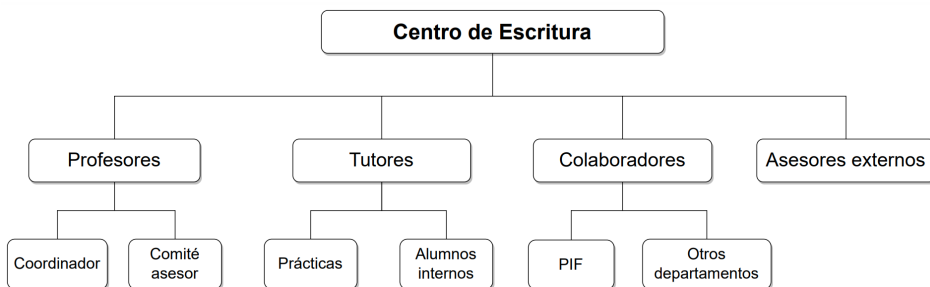 Centro de Escritura
Profesores
Tutores
Colaboradores
Asesores externos
Coordinador
Comité
asesor
Prácticas
Alumnos
internos
PIF
Otros
departamentos